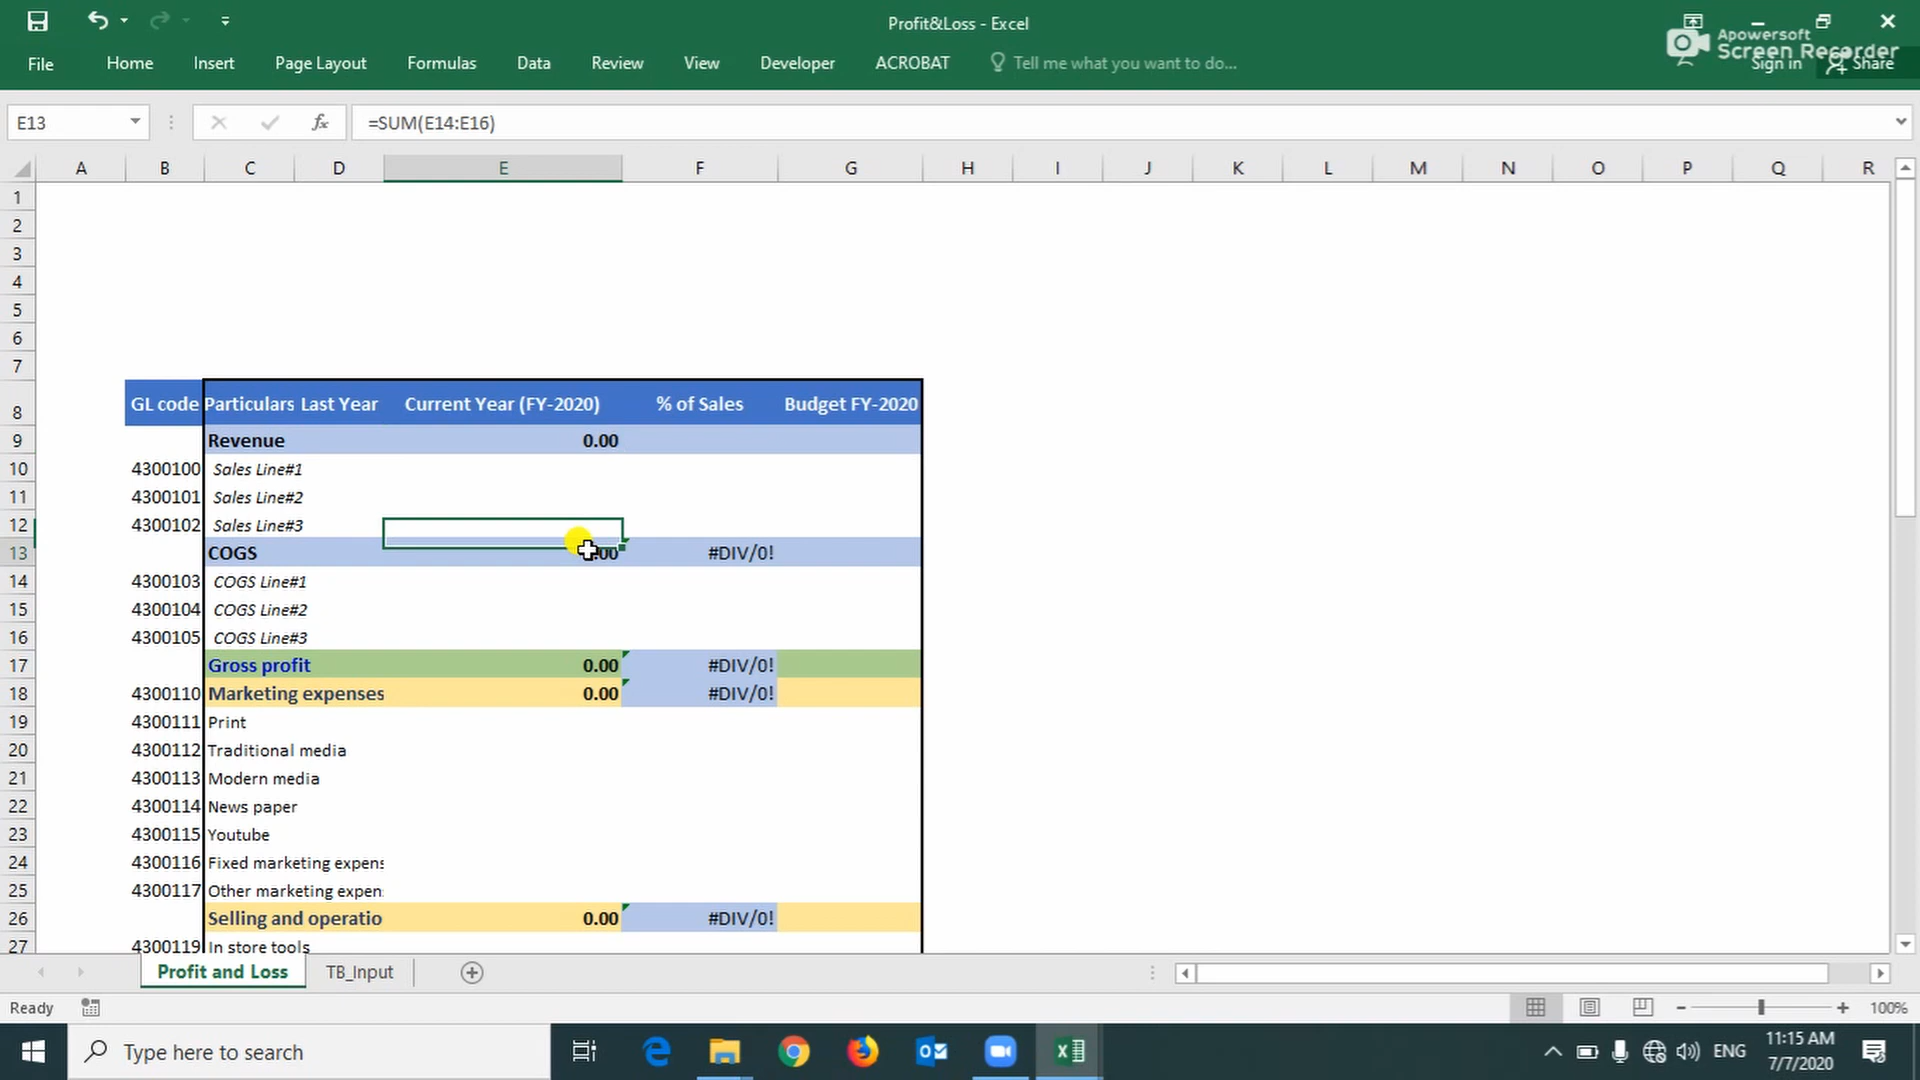 Profit&Loss - Excel
Apowersoft
Screen Recorder
File Home Insert Page Layout Formulas Data Review View Developer ACROBAT Tell me what you want to do... Sign in Share
E13 fx =SUM(E14:E16)
A B C D E F G H I J K L M N O P Q R
1
2
3
4
5
6
7
8 GL code Particulars Last Year Current Year (FY-2020) % of Sales Budget FY-2020
9 Revenue 0.00
10 4300100 Sales Line#1
11 4300101 Sales Line#2
12 4300102 Sales Line#3
13 COGS .00 #DIV/0!
14 4300103 COGS Line#1
15 4300104 COGS Line#2
16 4300105 COGS Line#3
17 Gross profit 0.00 #DIV/0!
18 4300110 Marketing expenses 0.00 #DIV/0!
19 4300111 Print
20 4300112 Traditional media
21 4300113 Modern media
22 4300114 News paper
23 4300115 Youtube
24 4300116 Fixed marketing expens
25 4300117 Other marketing expen
26 Selling and operatio 0.00 #DIV/0!
27 4300119 In store tools
Profit and Loss TB_Input
Ready 100%
Type here to search ENG 11:15 AM
7/7/2020